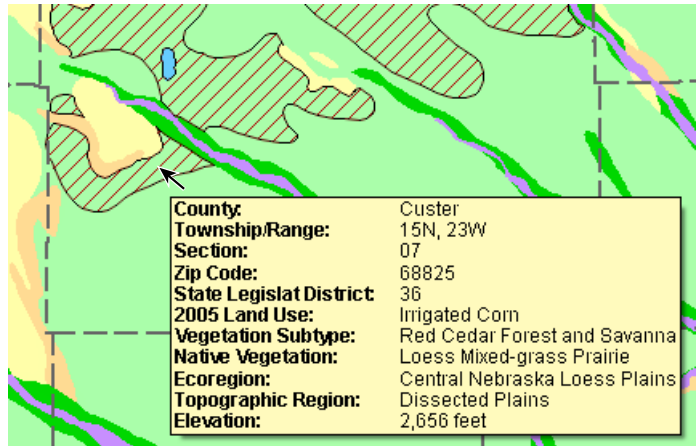 County: Custer
Township/Range: 15N, 23W
Section: 07
Zip Code: 68825
State Legislat District: 36
2005 Land Use: Irrigated Corn
Vegetation Subtype: Red Cedar Forest and Savanna
Native Vegetation: Loess Mixed-grass Prairie
Ecoregion: Central Nebraska Loess Plains
Topographic Region: Dissected Plains
Elevation: 2,656 feet